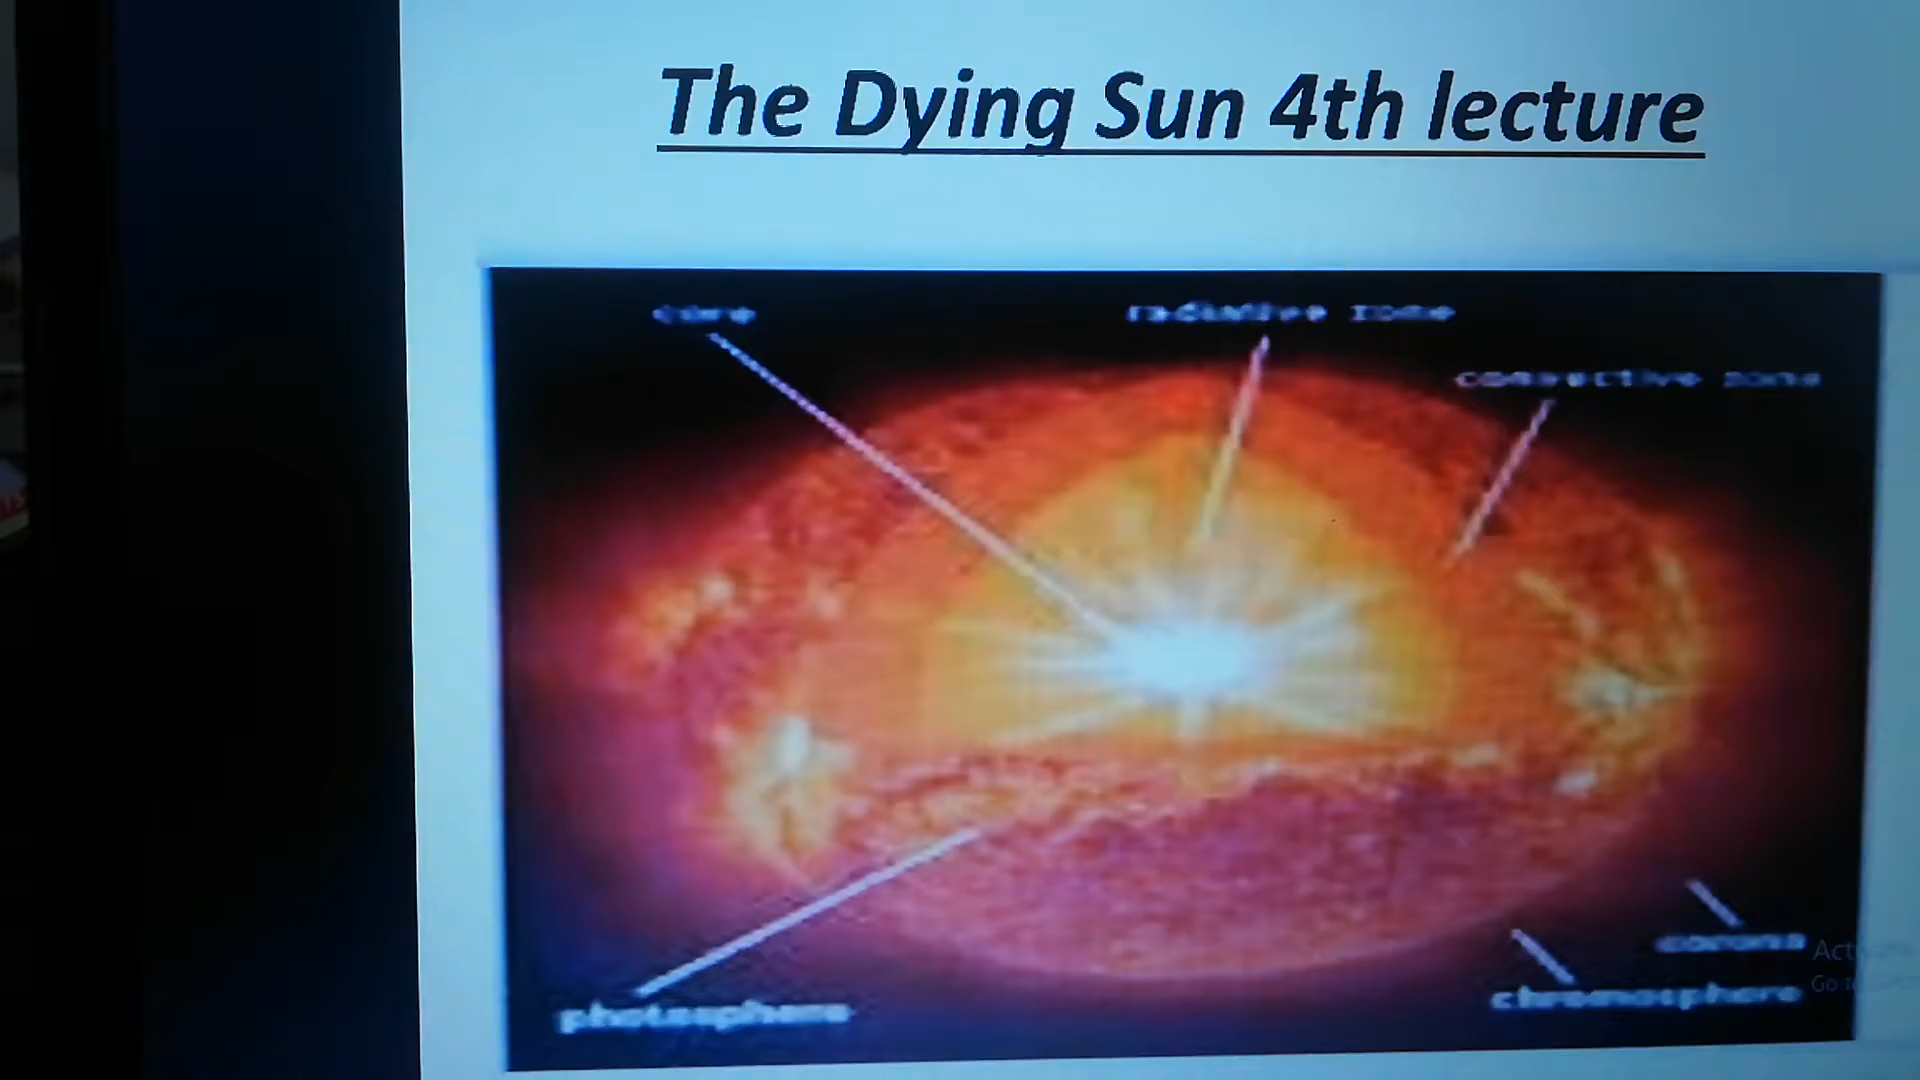 The Dying Sun 4th lecture
core
radiative zone
convective zone
corona
chromosphere
photosphere